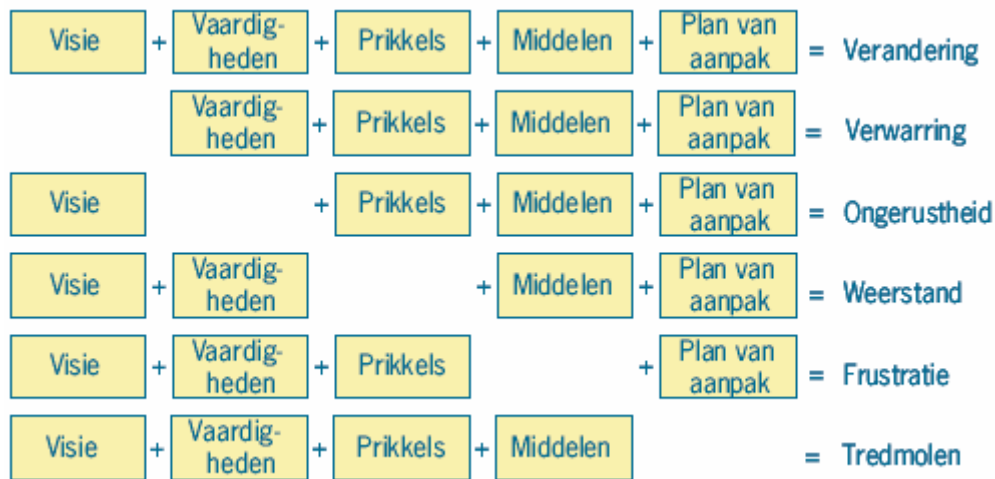 Visie + Vaardig-heden + Prikkels + Middelen + Plan van aanpak = Verandering
Vaardig-heden + Prikkels + Middelen + Plan van aanpak = Verwarring
Visie + Prikkels + Middelen + Plan van aanpak = Ongerustheid
Visie + Vaardig-heden + Middelen + Plan van aanpak = Weerstand
Visie + Vaardig-heden + Prikkels + Plan van aanpak = Frustratie
Visie + Vaardig-heden + Prikkels + Middelen = Tredmolen